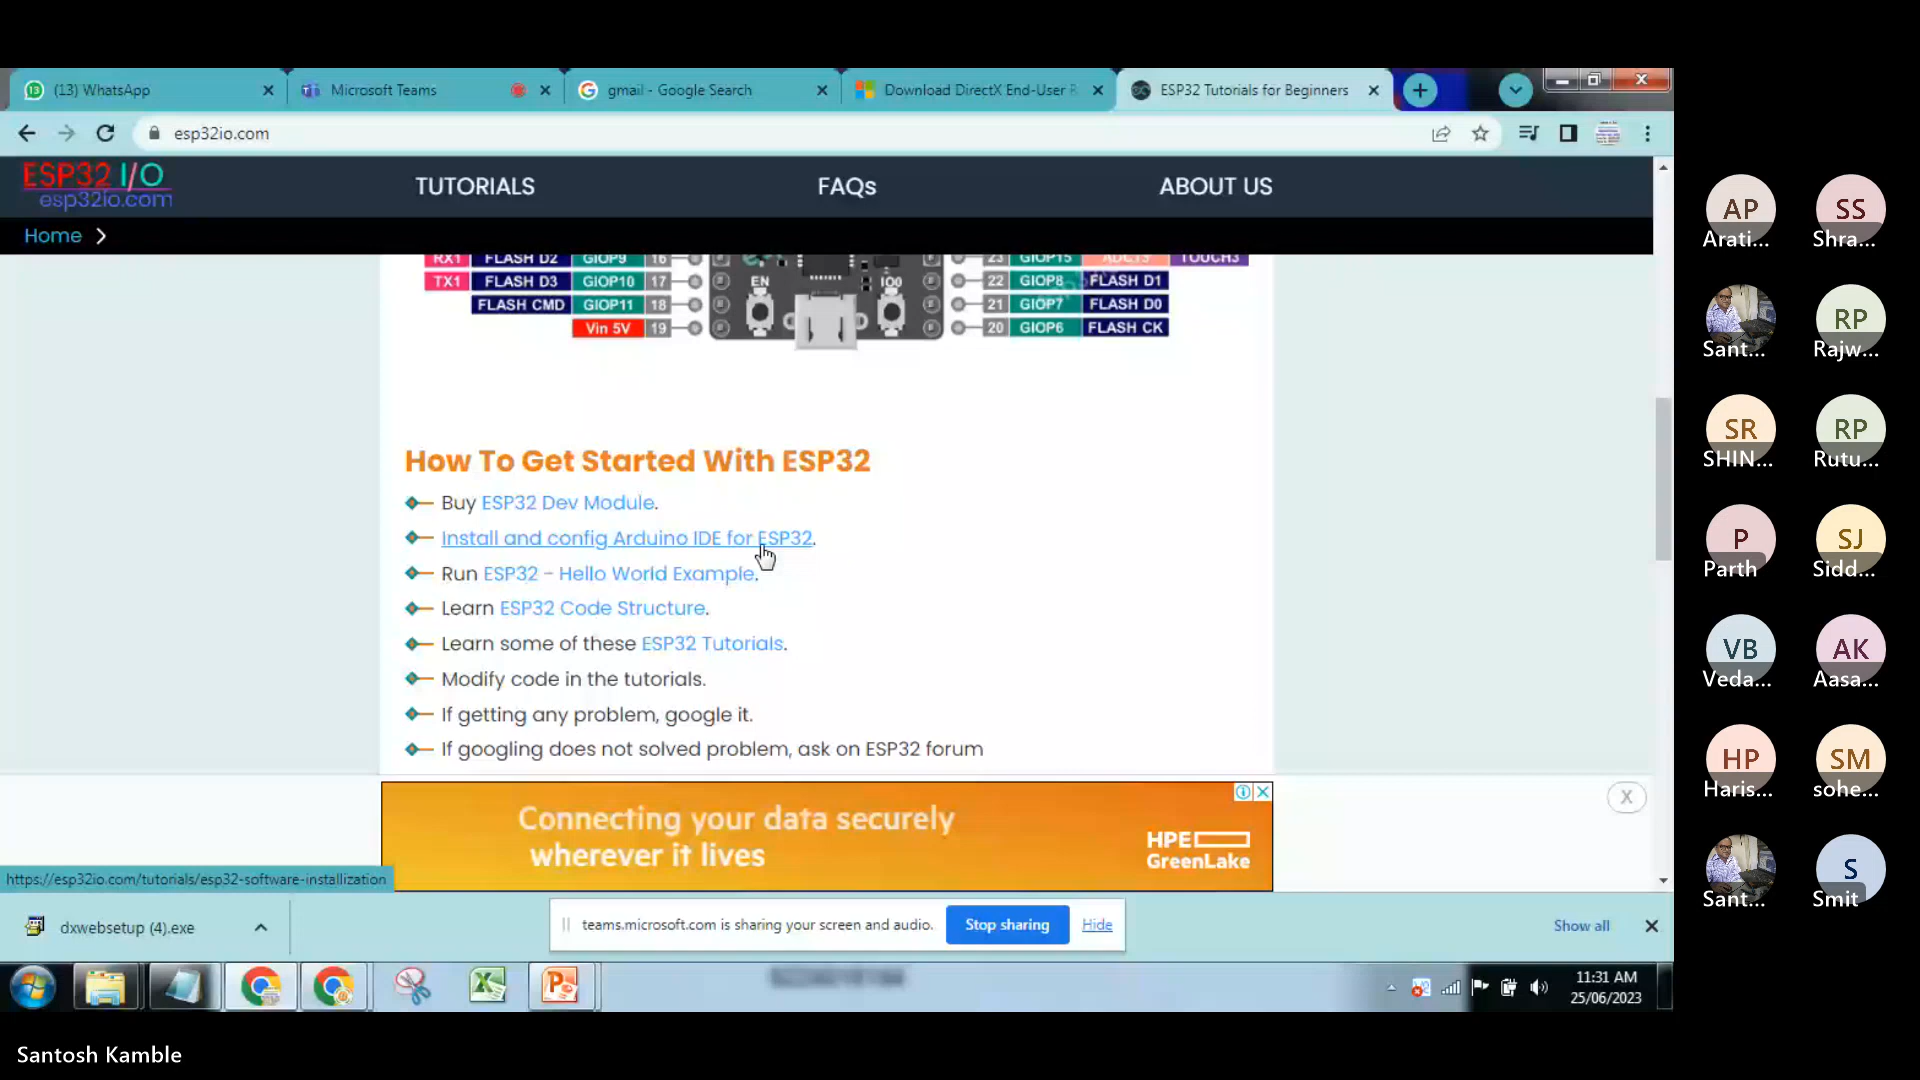 (13) WhatsApp
Microsoft Teams
gmail - Google Search
Download DirectX End-User R
ESP32 Tutorials for Beginners
esp32io.com
ESP32 I/O
esp32io.com
TUTORIALS
FAQs
ABOUT US
Home
RX1 FLASH D2 GIOP9 16
23 GIOP15 ADC13 TOUCH3
TX1 FLASH D3 GIOP10 17
EN
IO0
22 GIOP8 FLASH D1
FLASH CMD GIOP11 18
21 GIOP7 FLASH D0
Vin 5V 19
20 GIOP6 FLASH CK
How To Get Started With ESP32
Buy ESP32 Dev Module.
Install and config Arduino IDE for ESP32.
Run ESP32 - Hello World Example.
Learn ESP32 Code Structure.
Learn some of these ESP32 Tutorials.
Modify code in the tutorials.
If getting any problem, google it.
If googling does not solved problem, ask on ESP32 forum
Connecting your data securely
wherever it lives
HPE
GreenLake
X
https://esp32io.com/tutorials/esp32-software-installization
dxwebsetup (4).exe
teams.microsoft.com is sharing your screen and audio.
Stop sharing
Hide
Show all
11:31 AM
25/06/2023
AP
Arati...
SS
Shra...
Sant...
RP
Rajw...
SR
SHIN...
RP
Rutu...
P
Parth
SJ
Sidd...
VB
Veda...
AK
Aasa...
HP
Haris...
SM
sohe...
Sant...
S
Smit
Santosh Kamble